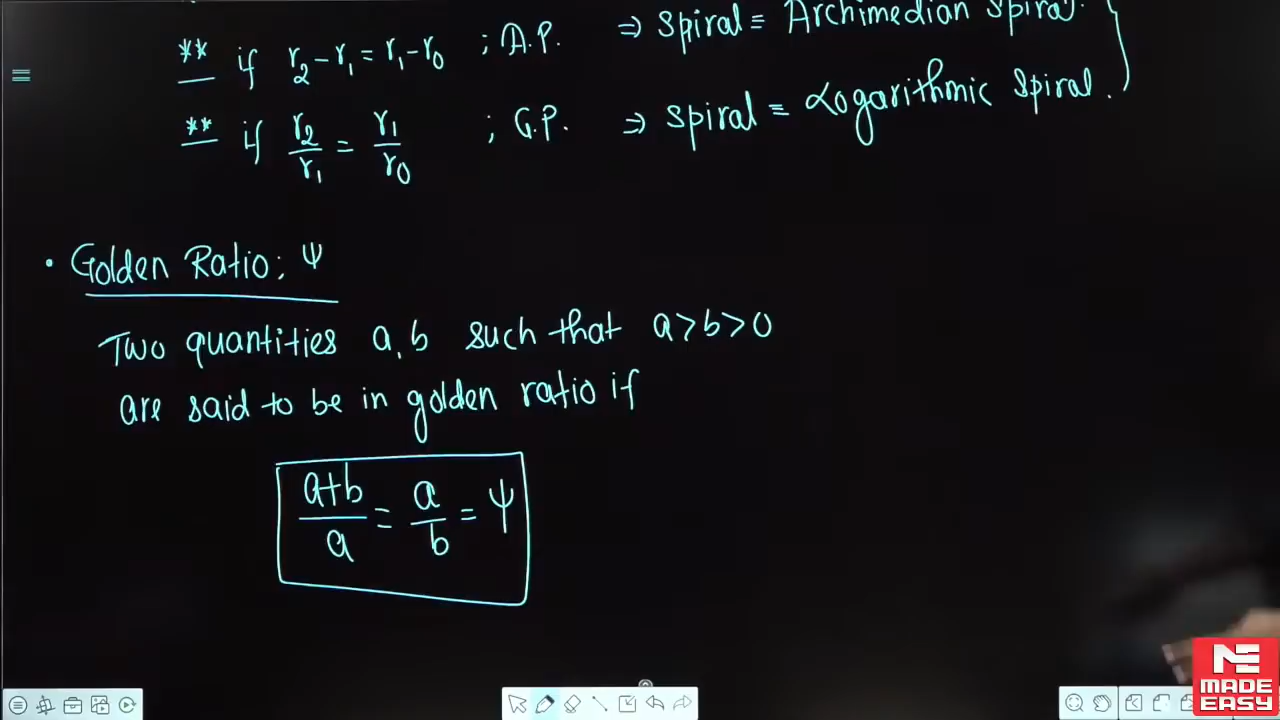 ** if r₂-r₁ = r₁-r₀ ; A.P. ⇒ Spiral ≡ Archimedian Spiral.
** if r₂/r₁ = r₁/r₀ ; G.P. ⇒ Spiral ≡ Logarithmic Spiral.
• Golden Ratio; ψ
Two quantities a, b such that a>b>0
are said to be in golden ratio if
(a+b)/a = a/b = ψ
MADE
EASY